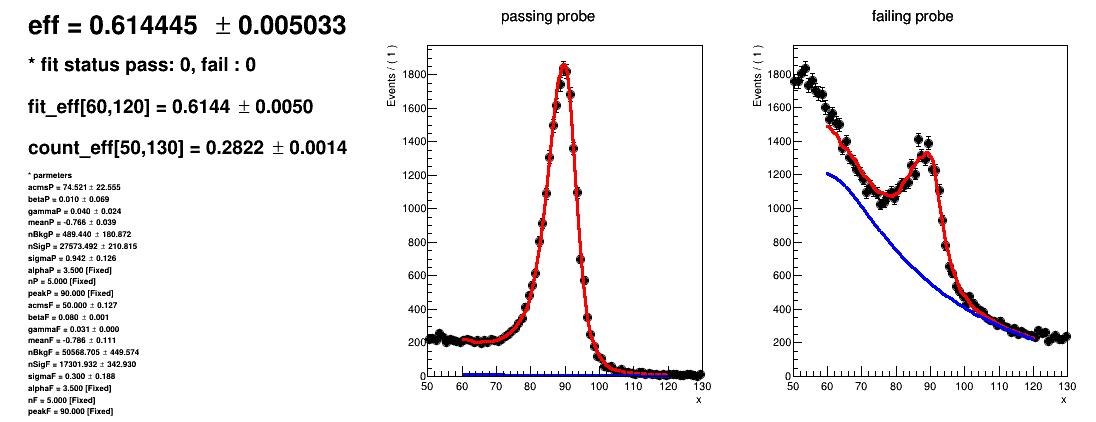 eff = 0.614445 ± 0.005033
* fit status pass: 0, fail : 0
fit_eff[60,120] = 0.6144 ± 0.0050
count_eff[50,130] = 0.2822 ± 0.0014
* parmeters
acmsP = 74.521 ± 22.555
betaP = 0.010 ± 0.069
gammaP = 0.040 ± 0.024
meanP = -0.766 ± 0.039
nBkgP = 489.440 ± 180.872
nSigP = 27573.492 ± 210.815
sigmaP = 0.942 ± 0.126
alphaP = 3.500 [Fixed]
nP = 5.000 [Fixed]
peakP = 90.000 [Fixed]
acmsF = 50.000 ± 0.127
betaF = 0.080 ± 0.001
gammaF = 0.031 ± 0.000
meanF = -0.786 ± 0.111
nBkgF = 50568.705 ± 449.574
nSigF = 17301.932 ± 342.930
sigmaF = 0.300 ± 0.188
alphaF = 3.500 [Fixed]
nF = 5.000 [Fixed]
peakF = 90.000 [Fixed]
passing probe
Events / ( 1 )
1800
1600
1400
1200
1000
800
600
400
200
0
50 60 70 80 90 100 110 120 130
x
failing probe
Events / ( 1 )
1800
1600
1400
1200
1000
800
600
400
200
0
50 60 70 80 90 100 110 120 130
x